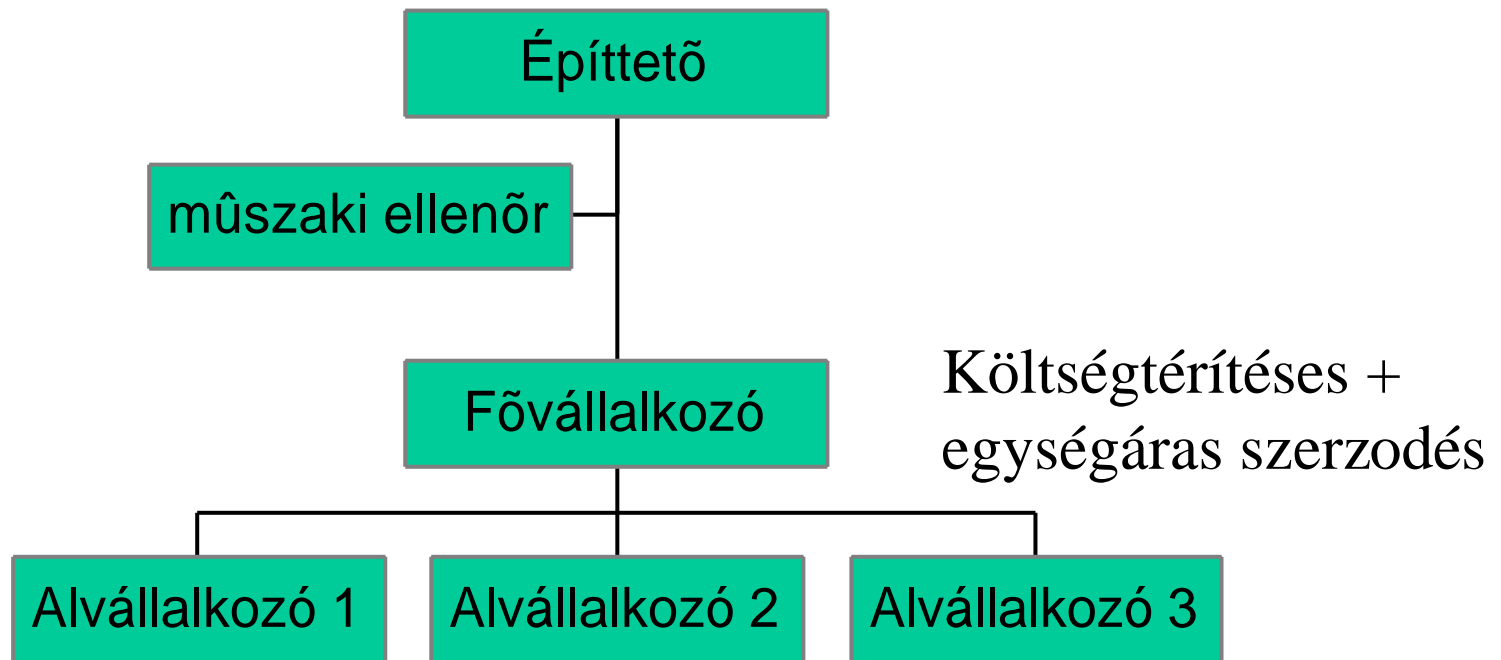 Építtetõ
mûszaki ellenõr
Fõvállalkozó
Költségtérítéses +
egységáras szerzodés
Alvállalkozó 1
Alvállalkozó 2
Alvállalkozó 3